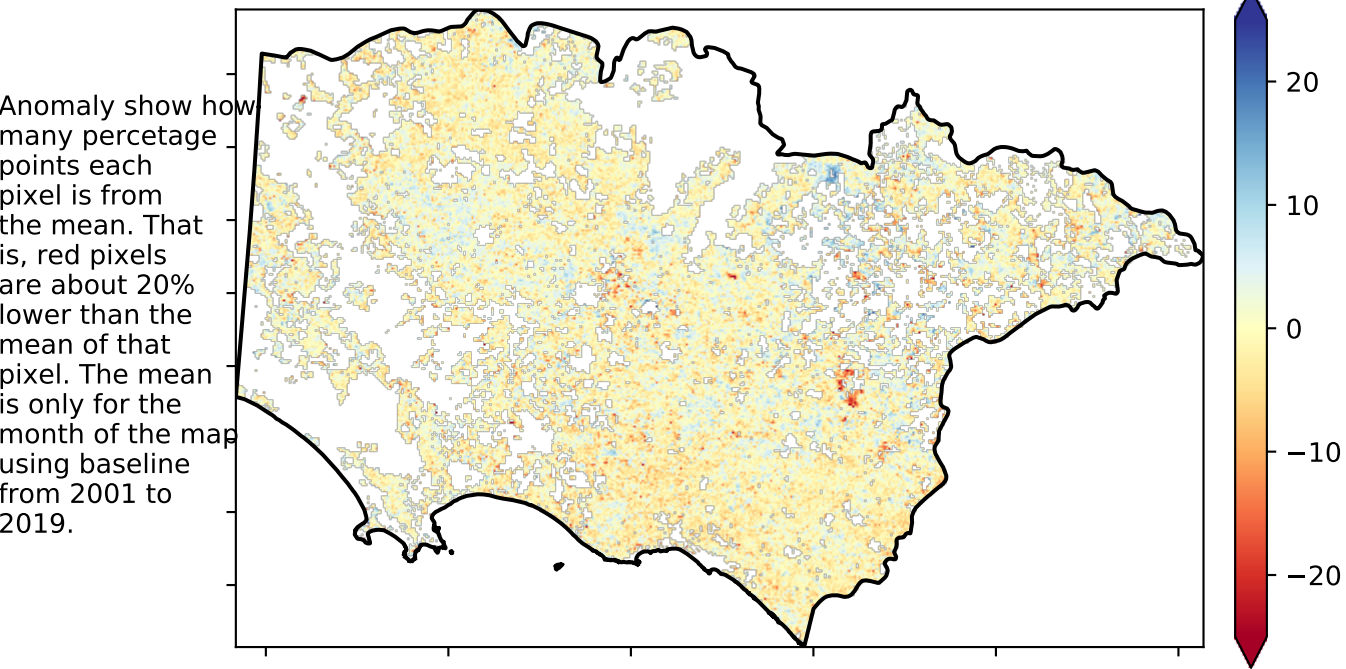 Anomaly show how
many percetage
points each
pixel is from
the mean. That
is, red pixels
are about 20%
lower than the
mean of that
pixel. The mean
is only for the
month of the map
using baseline
from 2001 to
2019.
20
10
0
−10
−20